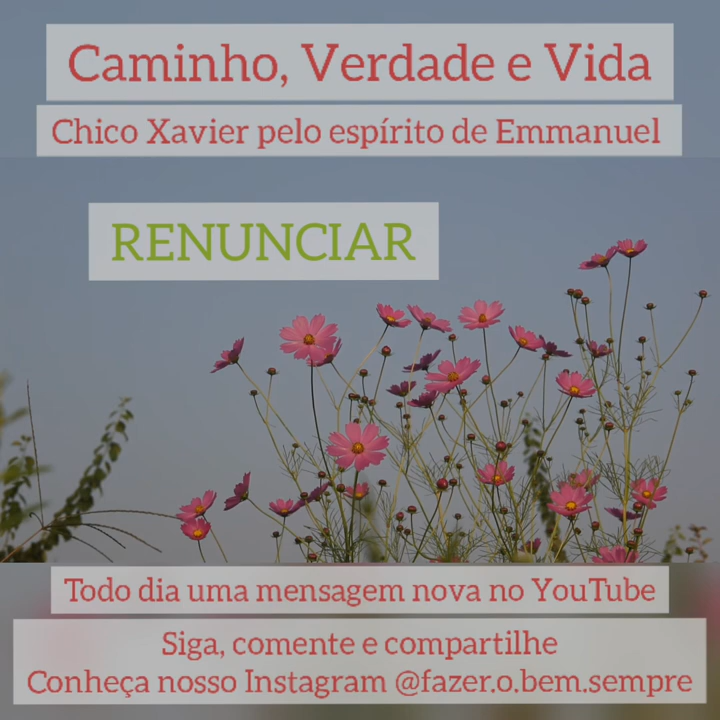 Caminho, Verdade e Vida
Chico Xavier pelo espírito de Emmanuel
RENUNCIAR
Todo dia uma mensagem nova no YouTube
Siga, comente e compartilhe
Conheça nosso Instagram @fazer.o.bem.sempre